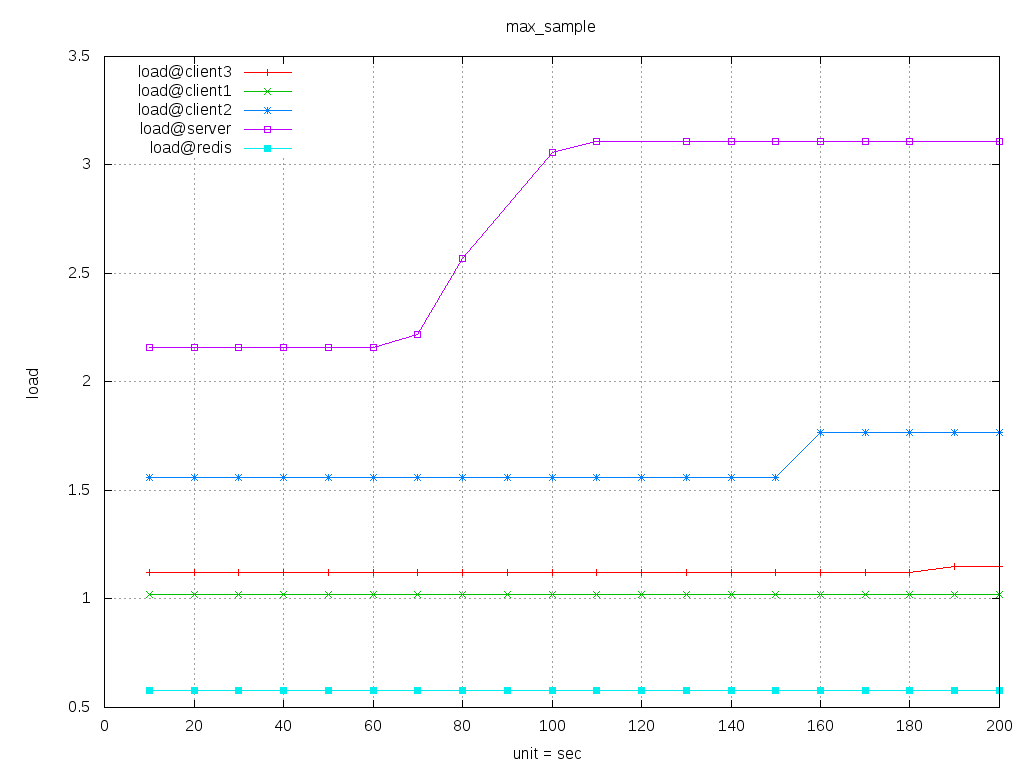 max_sample
3.5
3
2.5
2
1.5
1
0.5
load
load@client3
load@client1
load@client2
load@server
load@redis
0 20 40 60 80 100 120 140 160 180 200
unit = sec